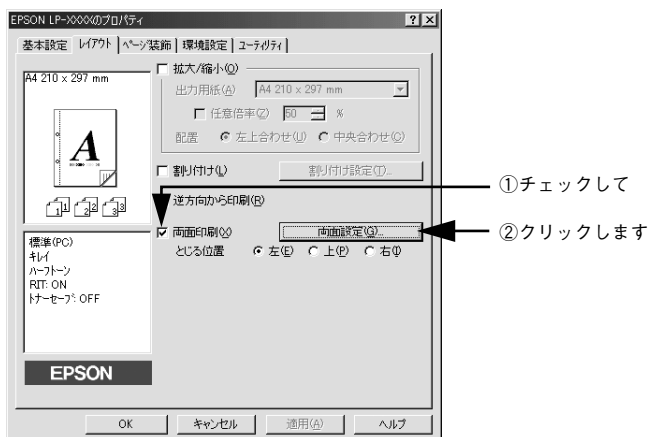 EPSON LP-XXXXのプロパティ
基本設定 レイアウト ページ装飾 環境設定 ユーティリティ
A4 210 x 297 mm
A
1 2 3
標準(PC)
キレイ
ハーフトーン
RIT: ON
トナーセーブ: OFF
EPSON
拡大/縮小(O)
出力用紙(A) A4 210 x 297 mm
任意倍率(Z) 50 %
配置 左上合わせ(U) 中央合わせ(C)
割り付け(L) 割り付け設定(T)...
逆方向から印刷(R)
両面印刷(X) 両面設定(G)...
とじる位置 左(E) 上(P) 右(I)
OK キャンセル 適用(A) ヘルプ
①チェックして
②クリックします